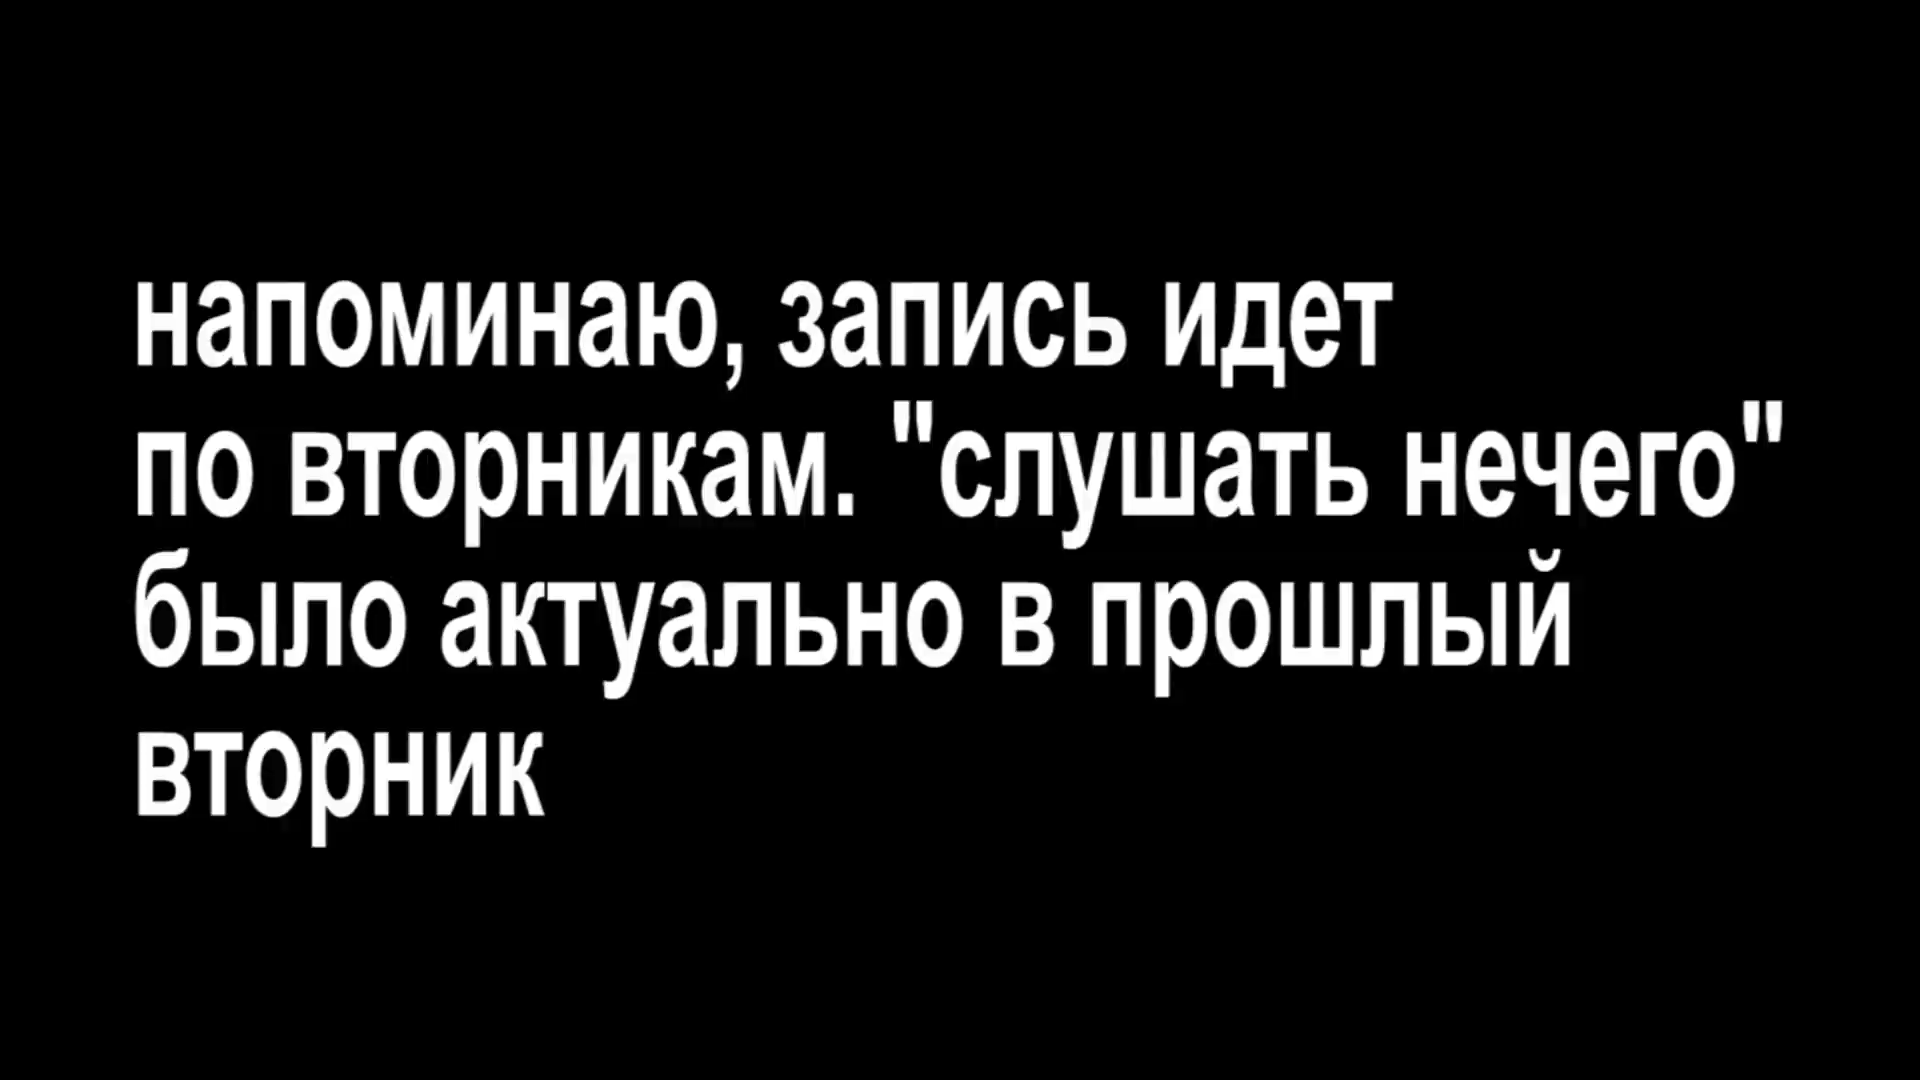 напоминаю, запись идет
по вторникам. "слушать нечего"
было актуально в прошлый
вторник